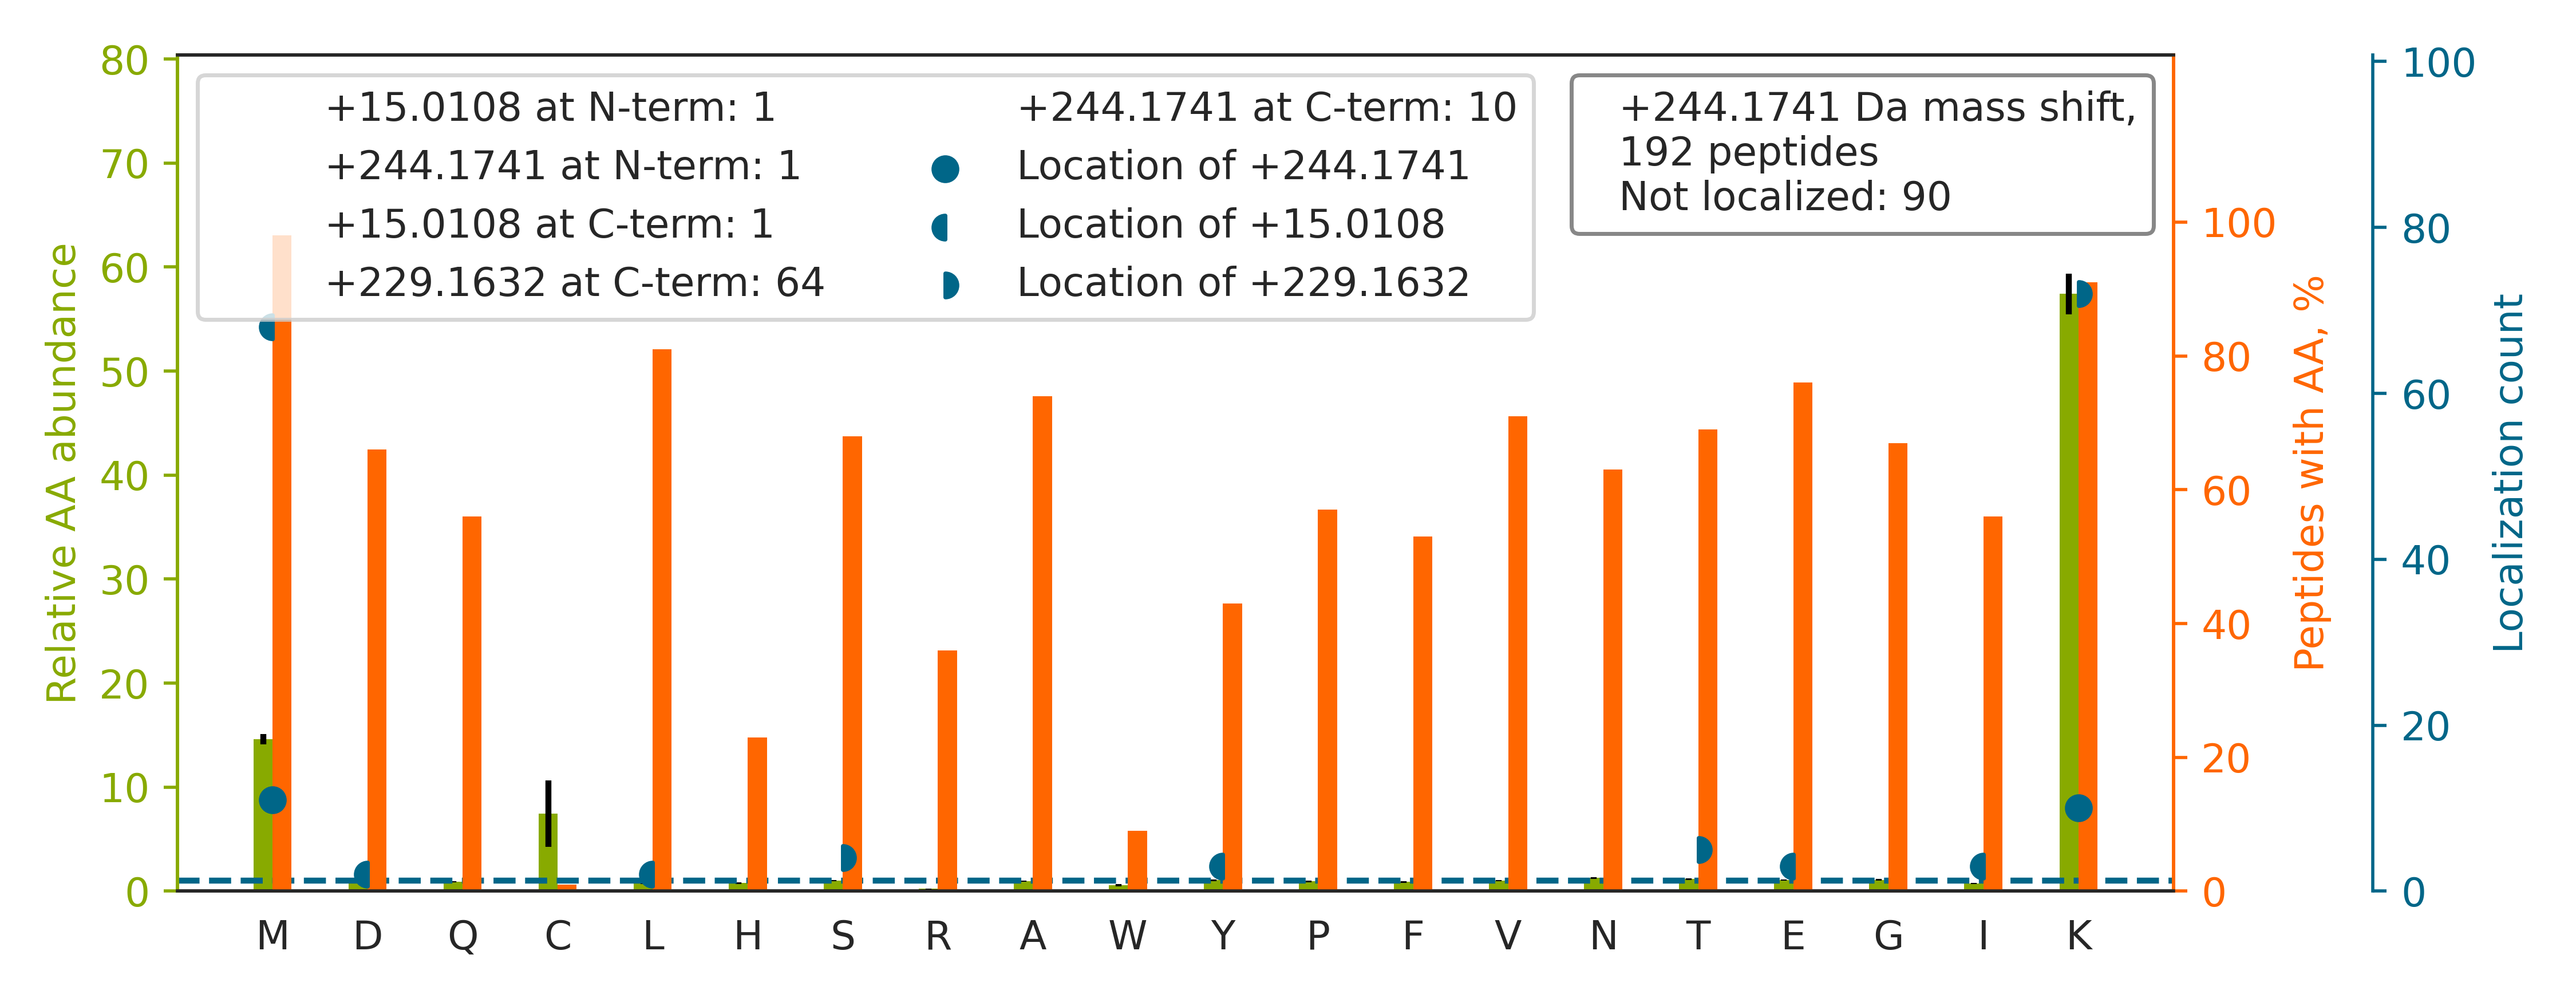 +15.0108 at N-term: 1
+244.1741 at N-term: 1
+15.0108 at C-term: 1
+229.1632 at C-term: 64
+244.1741 at C-term: 10
Location of +244.1741
Location of +15.0108
Location of +229.1632
+244.1741 Da mass shift,
192 peptides
Not localized: 90
Relative AA abundance
80
70
60
50
40
30
20
10
0
Peptides with AA, %
100
80
60
40
20
0
Localization count
100
80
60
40
20
0
M D Q C L H S R A W Y P F V N T E G I K